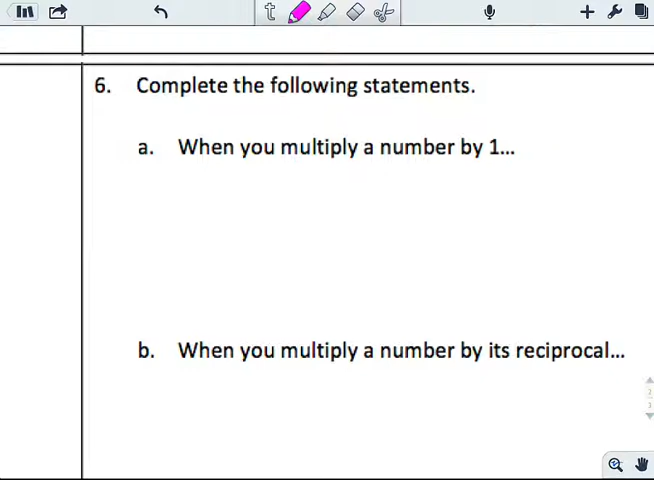 t
6. Complete the following statements.
a. When you multiply a number by 1...
b. When you multiply a number by its reciprocal...